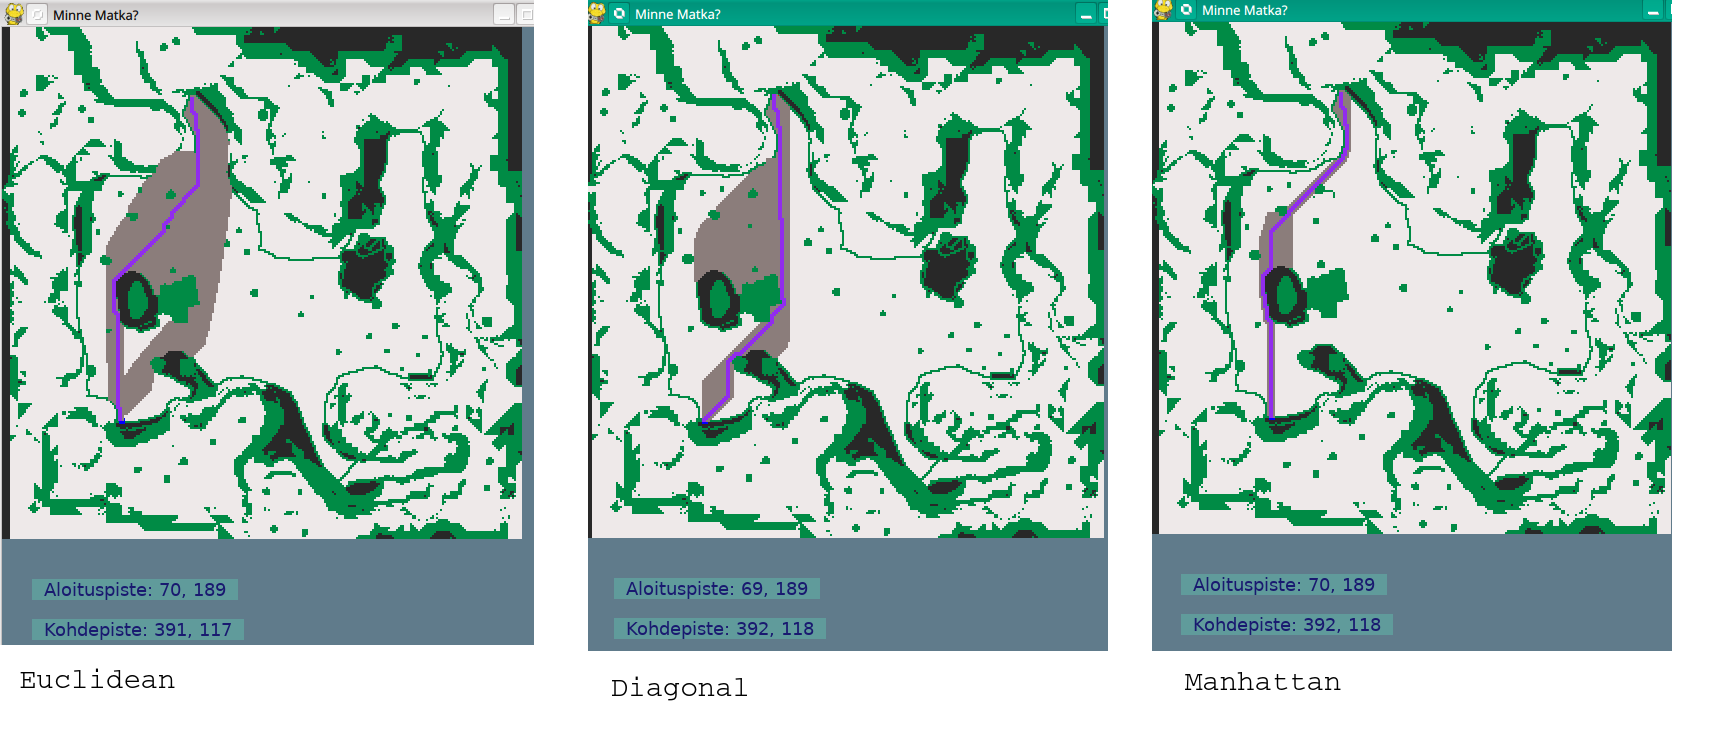 Minne Matka?
Aloituspiste: 70, 189
Kohdepiste: 391, 117
Euclidean
Minne Matka?
Aloituspiste: 69, 189
Kohdepiste: 392, 118
Diagonal
Minne Matka?
Aloituspiste: 70, 189
Kohdepiste: 392, 118
Manhattan